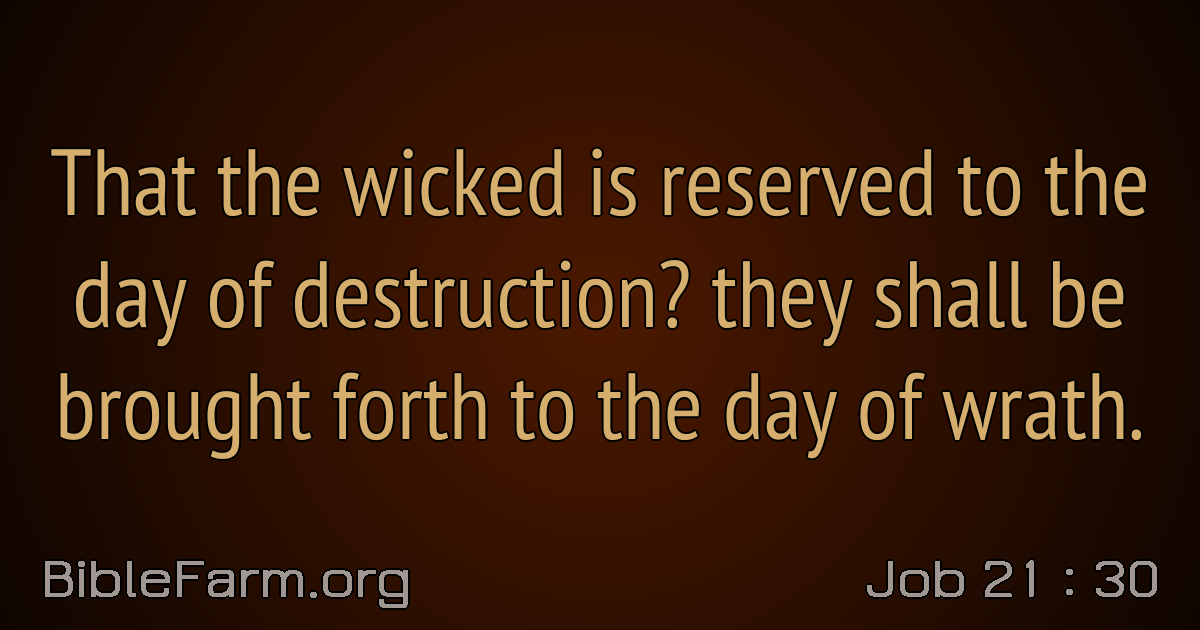 That the wicked is reserved to the
day of destruction? they shall be
brought forth to the day of wrath.
BibleFarm.org
Job 21 : 30